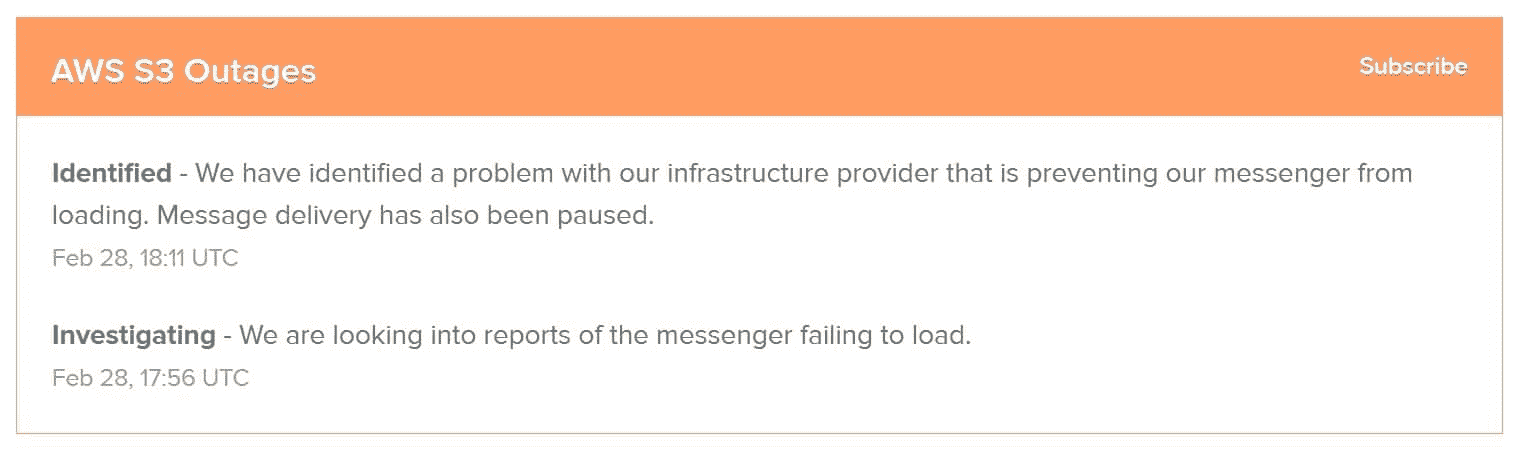 AWS S3 Outages
Subscribe
Identified - We have identified a problem with our infrastructure provider that is preventing our messenger from
loading. Message delivery has also been paused.
Feb 28, 18:11 UTC
Investigating - We are looking into reports of the messenger failing to load.
Feb 28, 17:56 UTC